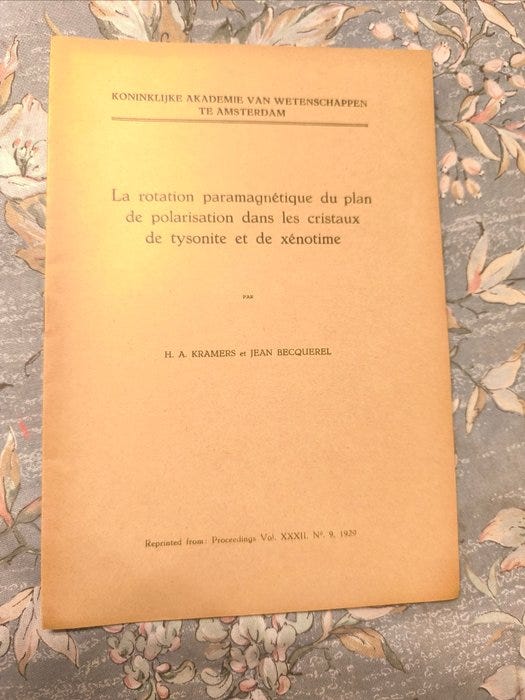 KONINKLIJKE AKADEMIE VAN WETENSCHAPPEN
TE AMSTERDAM
La rotation paramagnétique du plan
de polarisation dans les cristaux
de tysonite et de xénotime
PAR
H. A. KRAMERS et JEAN BECQUEREL
Reprinted from: Proceedings Vol. XXXII, Nº. 9, 1929